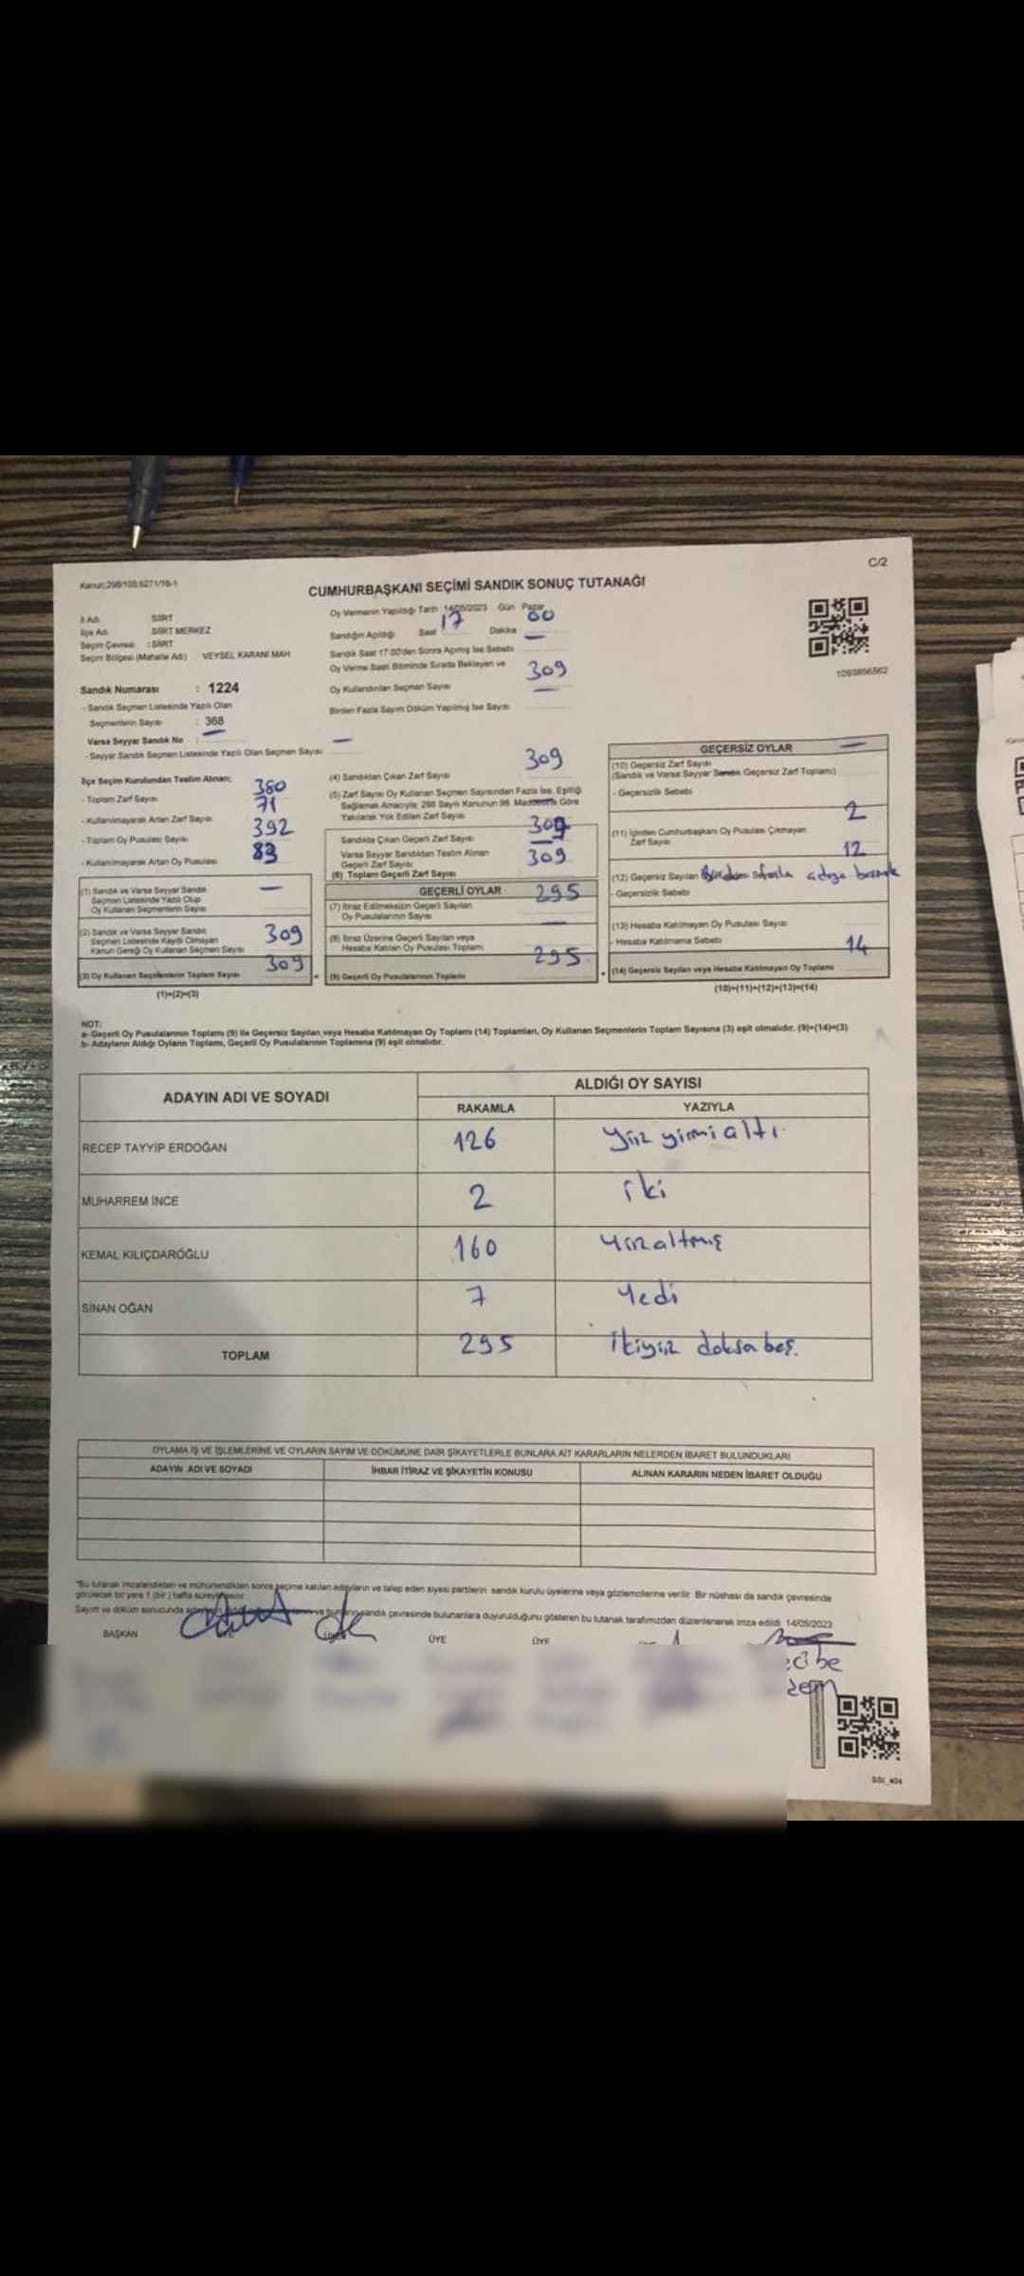 Kanun:298/105;6271/16-1
C/2
CUMHURBAŞKANI SEÇİMİ SANDIK SONUÇ TUTANAĞI
İl Adı : SİİRT
İlçe Adı : SİİRT MERKEZ
Seçim Çevresi : SİİRT
Seçim Bölgesi (Mahalle Adı) VEYSEL KARANİ MAH
Sandık Numarası : 1224
- Sandık Seçmen Listesinde Yazılı Olan
Seçmenlerin Sayısı : 368
Varsa Seyyar Sandık No : —
- Seyyar Sandık Seçmen Listesinde Yazılı Olan Seçmen Sayısı —
Oy Vermenin Yapıldığı Tarih : 14/05/2023 Gün Pazar
Sandığın Açıldığı Saat 17 Dakika 00
Sandık Saat 17:00'den Sonra Açmış İse Sebebi —
Oy Verme Saati Bitiminde Sırada Bekleyen ve
Oy Kullandırılan Seçmen Sayısı 309
Birden Fazla Sayım Döküm Yapılmış İse Sayısı —
1093856562
İlçe Seçim Kurulundan Teslim Alınan;
- Toplam Zarf Sayısı 380
- Kullanılmayarak Artan Zarf Sayısı 71
- Toplam Oy Pusulası Sayısı 392
- Kullanılmayarak Artan Oy Pusulası 83
(1) Sandık ve Varsa Seyyar Sandık
Seçmen Listesinde Yazılı Olup
Oy Kullanan Seçmenlerin Sayısı —
(2) Sandık ve Varsa Seyyar Sandık
Seçmen Listesinde Kayıtlı Olmayan
Kanun Gereği Oy Kullanan Seçmen Sayısı 309
(3) Oy Kullanan Seçmenlerin Toplam Sayısı 309
(1)+(2)=(3)
(4) Sandıktan Çıkan Zarf Sayısı 309
(5) Zarf Sayısı Oy Kullanan Seçmen Sayısından Fazla İse, Eşitliği
Sağlamak Amacıyla; 298 Sayılı Kanunun 98. Maddesine Göre
Yakılarak Yok Edilen Zarf Sayısı
Sandıkta Çıkan Geçerli Zarf Sayısı 309
Varsa Seyyar Sandıktan Teslim Alınan
Geçerli Zarf Sayısı —
(6) Toplam Geçerli Zarf Sayısı 309
GEÇERLİ OYLAR
(7) İtiraz Edilmeksizin Geçerli Sayılan
Oy Pusulalarının Sayısı 295
(8) İtiraz Üzerine Geçerli Sayılan veya
Hesaba Katılan Oy Pusulası Toplamı —
(9) Geçerli Oy Pusulalarının Toplamı 295
GEÇERSİZ OYLAR
(10) Geçersiz Zarf Sayısı —
(Sandık ve Varsa Seyyar Sandık Geçersiz Zarf Toplamı)
- Geçersizlik Sebebi
(11) İçinden Cumhurbaşkanı Oy Pusulası Çıkmayan
Zarf Sayısı 2
(12) Geçersiz Sayılan 12
- Geçersizlik Sebebi Birden fazla adaya
(13) Hesaba Katılmayan Oy Pusulası Sayısı
- Hesaba Katılmama Sebebi
(14) Geçersiz Sayılan veya Hesaba Katılmayan Oy Toplamı 14
(10)+(11)+(12)+(13)=(14)
NOT:
a- Geçerli Oy Pusulalarının Toplamı (9) ile Geçersiz Sayılan veya Hesaba Katılmayan Oy Toplamı (14) Toplamları, Oy Kullanan Seçmenlerin Toplam Sayısına (3) eşit olmalıdır. (9)+(14)=(3)
b- Adayların Aldığı Oyların Toplamı, Geçerli Oy Pusulalarının Toplamına (9) eşit olmalıdır.
ADAYIN ADI VE SOYADI
ALDIĞI OY SAYISI
RAKAMLA YAZIYLA
RECEP TAYYİP ERDOĞAN 126 yüz yirmi altı
MUHARREM İNCE 2 iki
KEMAL KILIÇDAROĞLU 160 yüzaltmış
SİNAN OĞAN 7 yedi
TOPLAM 295 ikiyüz doksa beş.
OYLAMA İŞ VE İŞLEMLERİNE VE OYLARIN SAYIM VE DÖKÜMÜNE DAİR ŞİKAYETLERLE BUNLARA AİT KARARLARIN NELERDEN İBARET BULUNDUKLARI
ADAYIN ADI VE SOYADI İHBAR İTİRAZ VE ŞİKAYETİN KONUSU ALINAN KARARIN NEDEN İBARET OLDUĞU
*Bu tutanak imzalandıktan ve mühürlendikten sonra seçime katılan adayların ve talep eden siyasi partilerin sandık kurulu üyelerine veya gözlemcilerine verilir. Bir nüshası da sandık çevresinde
görülecek bir yere 1 (bir) hafta süreyle asılır.
Sayım ve döküm sonucunda ve bunların sandık çevresinde bulunanlara duyurulduğunu gösteren bu tutanak tarafımızdan düzenlenerek imza edildi. 14/05/2023
BAŞKAN ÜYE ÜYE